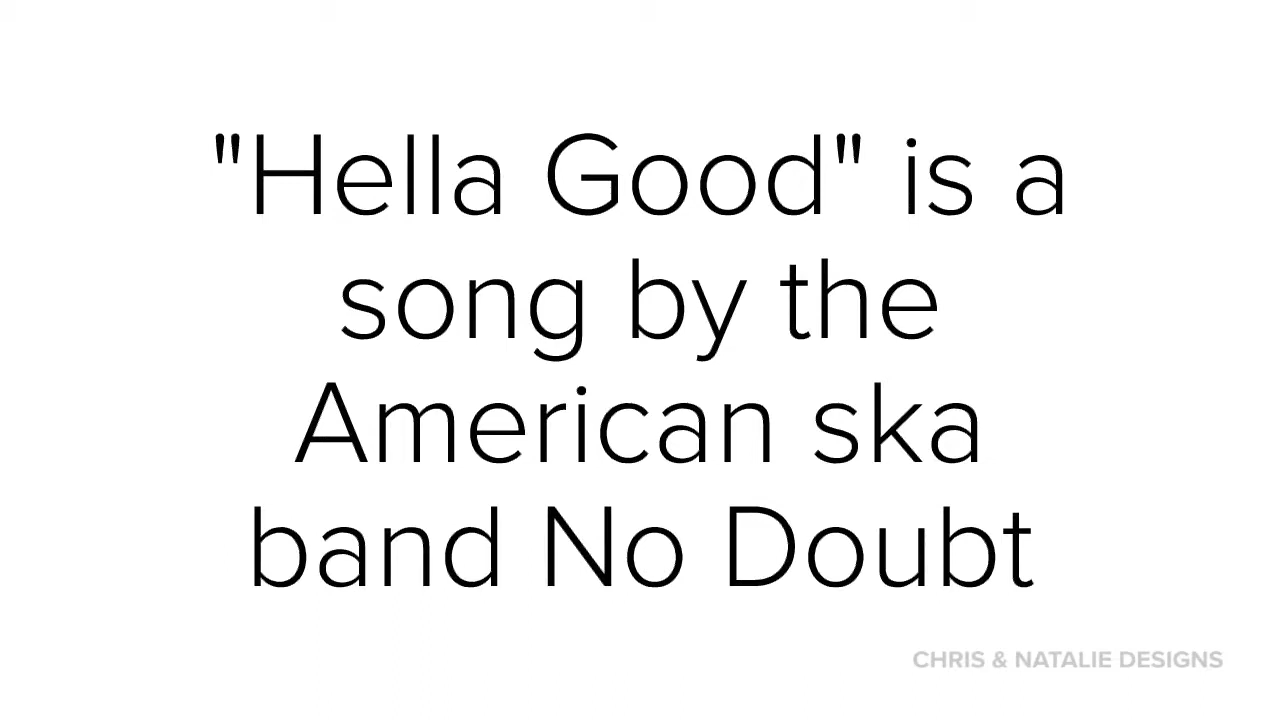 "Hella Good" is a
song by the
American ska
band No Doubt
CHRIS & NATALIE DESIGNS